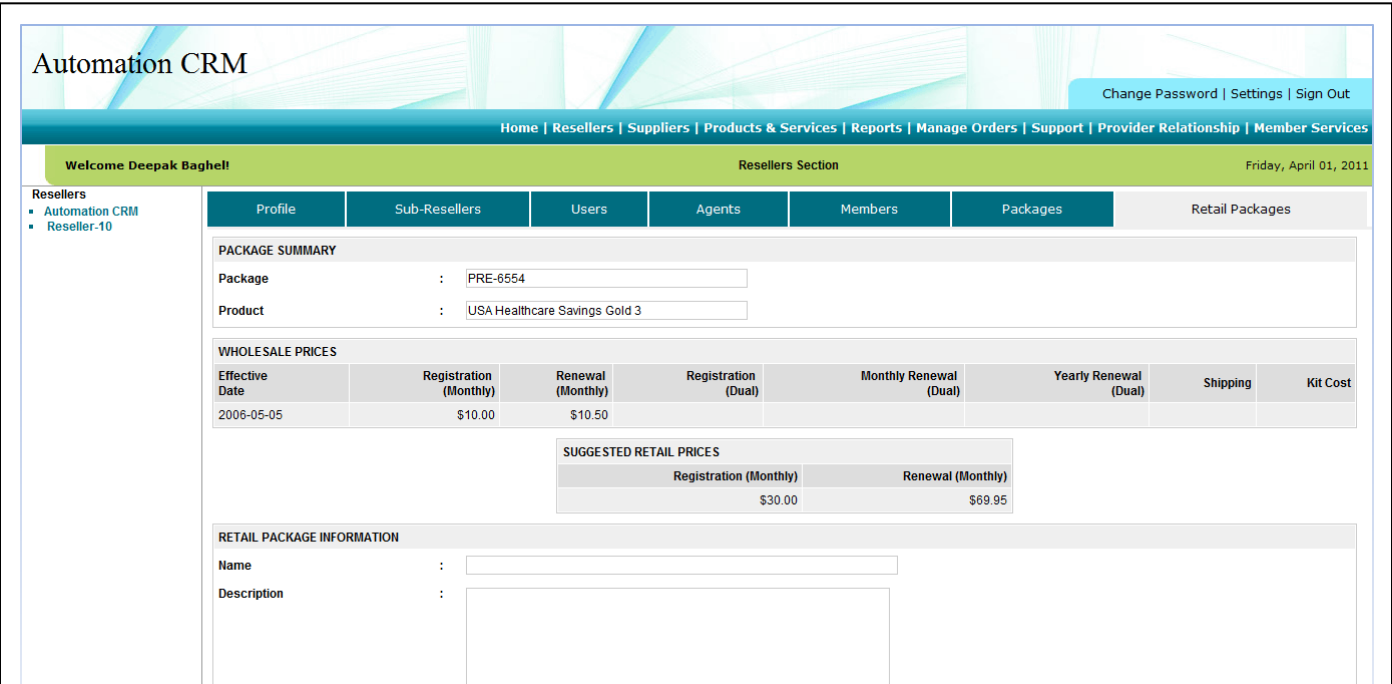 Automation CRM
Change Password | Settings | Sign Out
Home | Resellers | Suppliers | Products & Services | Reports | Manage Orders | Support | Provider Relationship | Member Services
Welcome Deepak Baghel! Resellers Section Friday, April 01, 2011
Resellers
Automation CRM
Reseller-10
Profile Sub-Resellers Users Agents Members Packages Retail Packages
PACKAGE SUMMARY
Package : PRE-6554
Product : USA Healthcare Savings Gold 3
WHOLESALE PRICES
Effective Date Registration (Monthly) Renewal (Monthly) Registration (Dual) Monthly Renewal (Dual) Yearly Renewal (Dual) Shipping Kit Cost
2006-05-05 $10.00 $10.50
SUGGESTED RETAIL PRICES
Registration (Monthly) Renewal (Monthly)
$30.00 $69.95
RETAIL PACKAGE INFORMATION
Name :
Description :